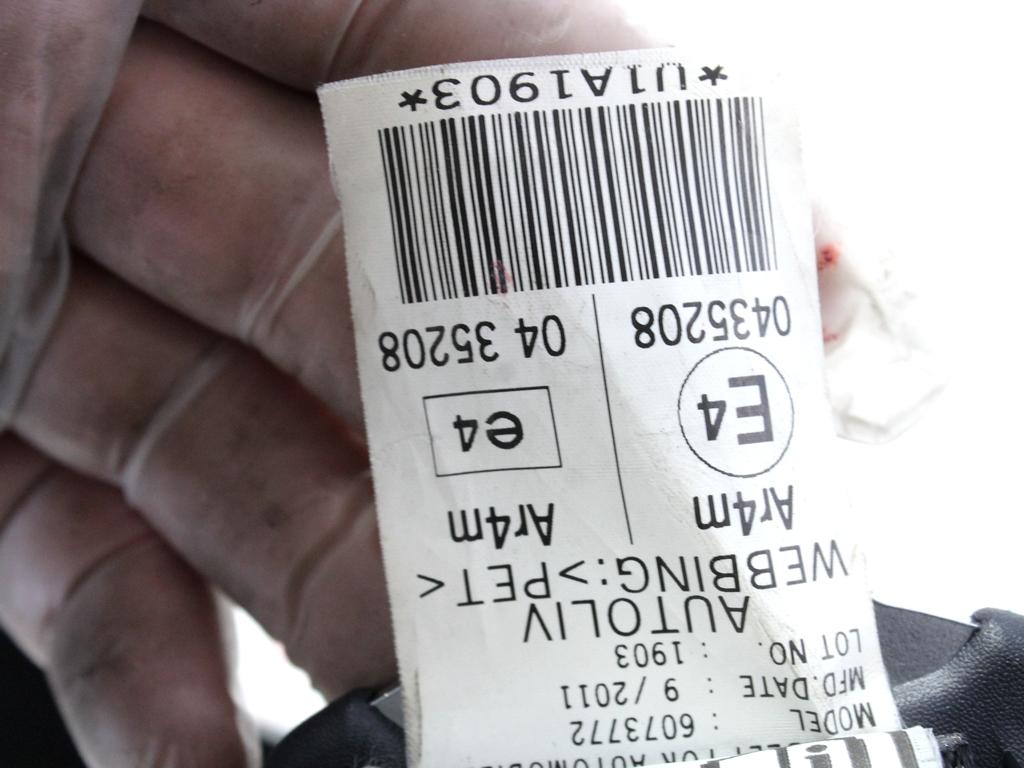 MODEL : 6073772
MFD.DATE : 9 / 2011
LOT NO. : 1903
AUTOLIV
WEBBING:>PET<
Ar4m Ar4m
E4 e4
0435208 04 35208
*U1A1903*